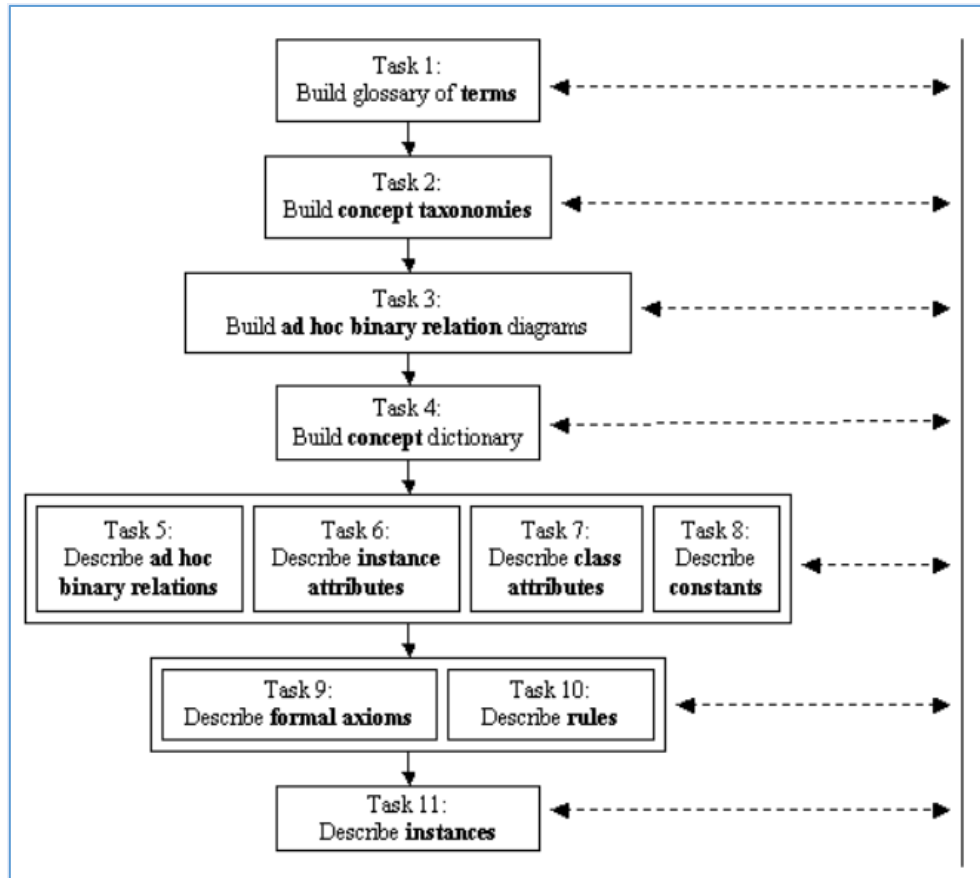 Task 1:
Build glossary of terms
Task 2:
Build concept taxonomies
Task 3:
Build ad hoc binary relation diagrams
Task 4:
Build concept dictionary
Task 5:
Describe ad hoc
binary relations
Task 6:
Describe instance
attributes
Task 7:
Describe class
attributes
Task 8:
Describe
constants
Task 9:
Describe formal axioms
Task 10:
Describe rules
Task 11:
Describe instances